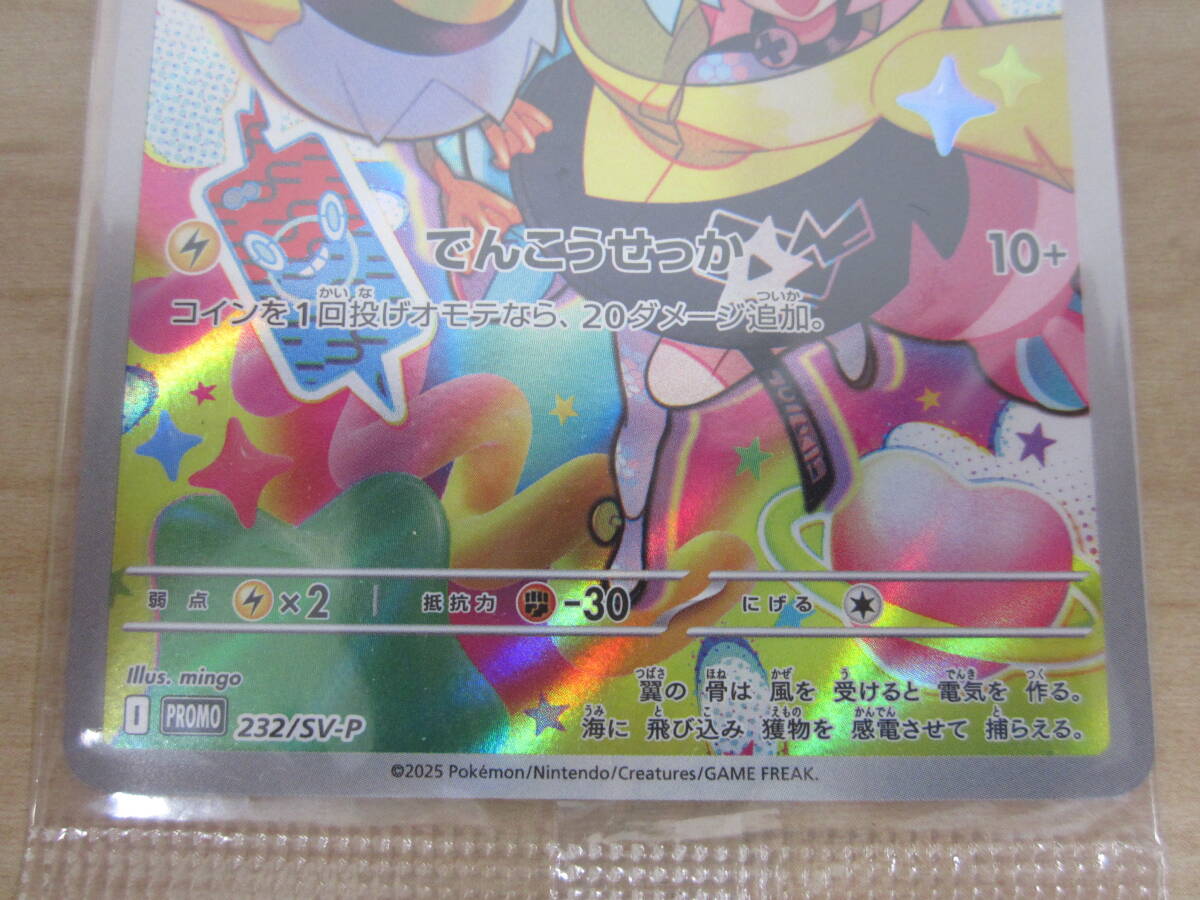 でんこうせっか 10+
コインを1回投げオモテなら、20ダメージ追加。
弱点 ×2 抵抗力 -30 にげる
Illus. mingo
翼の 骨は 風を 受けると 電気を 作る。
海に 飛び込み 獲物を 感電させて 捕らえる。
I PROMO 232/SV-P
©2025 Pokémon/Nintendo/Creatures/GAME FREAK.